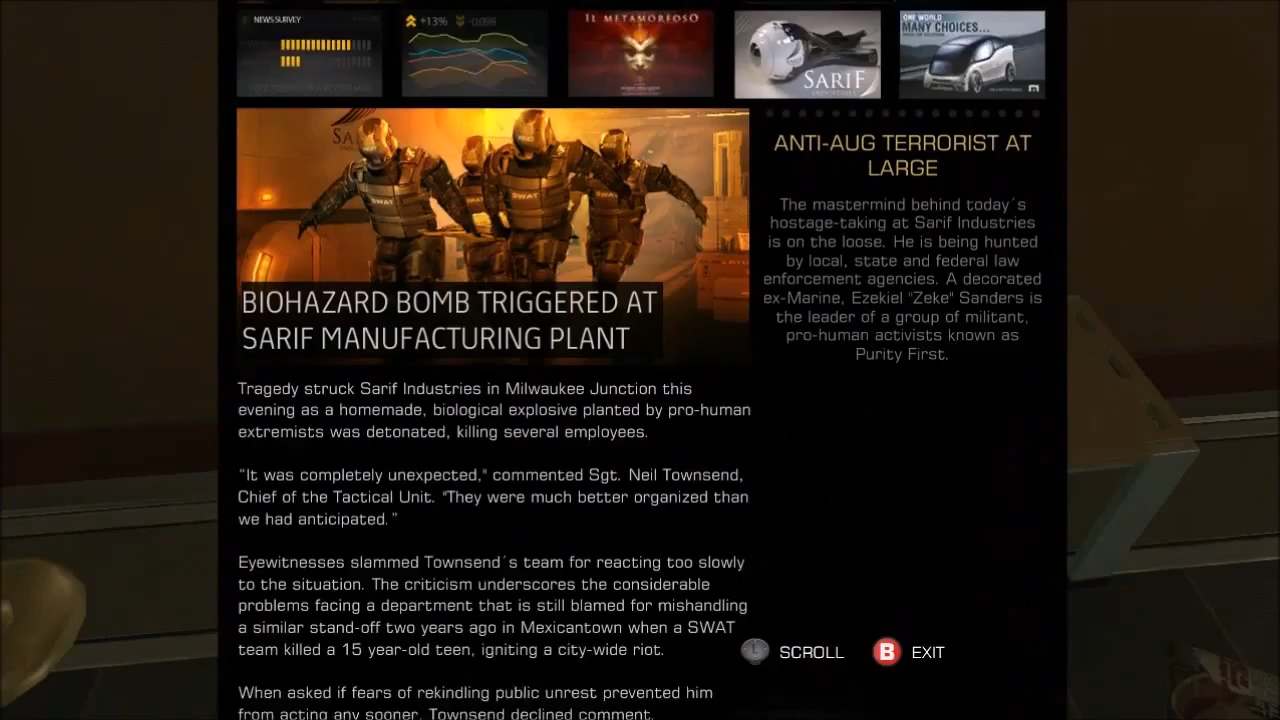 NEWS SURVEY
+13% -0.09%
IL METAMORFOSO
SARIF
INDUSTRIES
ONE WORLD
MANY CHOICES...
BIOHAZARD BOMB TRIGGERED AT
SARIF MANUFACTURING PLANT
Tragedy struck Sarif Industries in Milwaukee Junction this
evening as a homemade, biological explosive planted by pro-human
extremists was detonated, killing several employees.
"It was completely unexpected," commented Sgt. Neil Townsend,
Chief of the Tactical Unit. "They were much better organized than
we had anticipated."
Eyewitnesses slammed Townsend´s team for reacting too slowly
to the situation. The criticism underscores the considerable
problems facing a department that is still blamed for mishandling
a similar stand-off two years ago in Mexicantown when a SWAT
team killed a 15 year-old teen, igniting a city-wide riot.
When asked if fears of rekindling public unrest prevented him
from acting any sooner, Townsend declined comment.
ANTI-AUG TERRORIST AT
LARGE
The mastermind behind today´s
hostage-taking at Sarif Industries
is on the loose. He is being hunted
by local, state and federal law
enforcement agencies. A decorated
ex-Marine, Ezekiel "Zeke" Sanders is
the leader of a group of militant,
pro-human activists known as
Purity First.
SWAT
SWAT
L SCROLL B EXIT